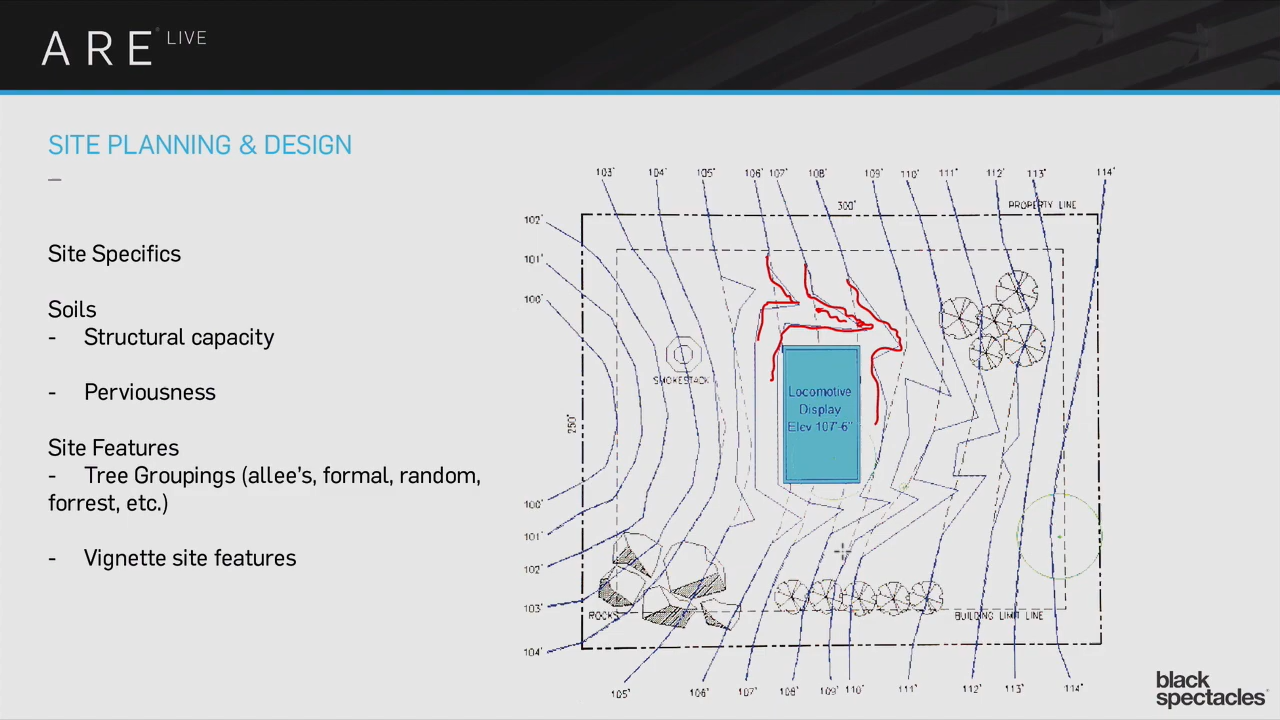 ARE LIVE
SITE PLANNING & DESIGN
–
Site Specifics
Soils
- Structural capacity
- Perviousness
Site Features
- Tree Groupings (allee's, formal, random,
forrest, etc.)
- Vignette site features
103' 104' 105' 106' 107' 108' 109' 110' 111' 112' 113' 114'
300' PROPERTY LINE
102'
101'
100'
SMOKESTACK
Locomotive
Display
Elev 107'-6"
250'
100'
101'
102'
103'
ROCKS BUILDING LIMIT LINE
104'
105' 106' 107' 108' 109' 110' 111' 112' 113' 114'
black
spectacles